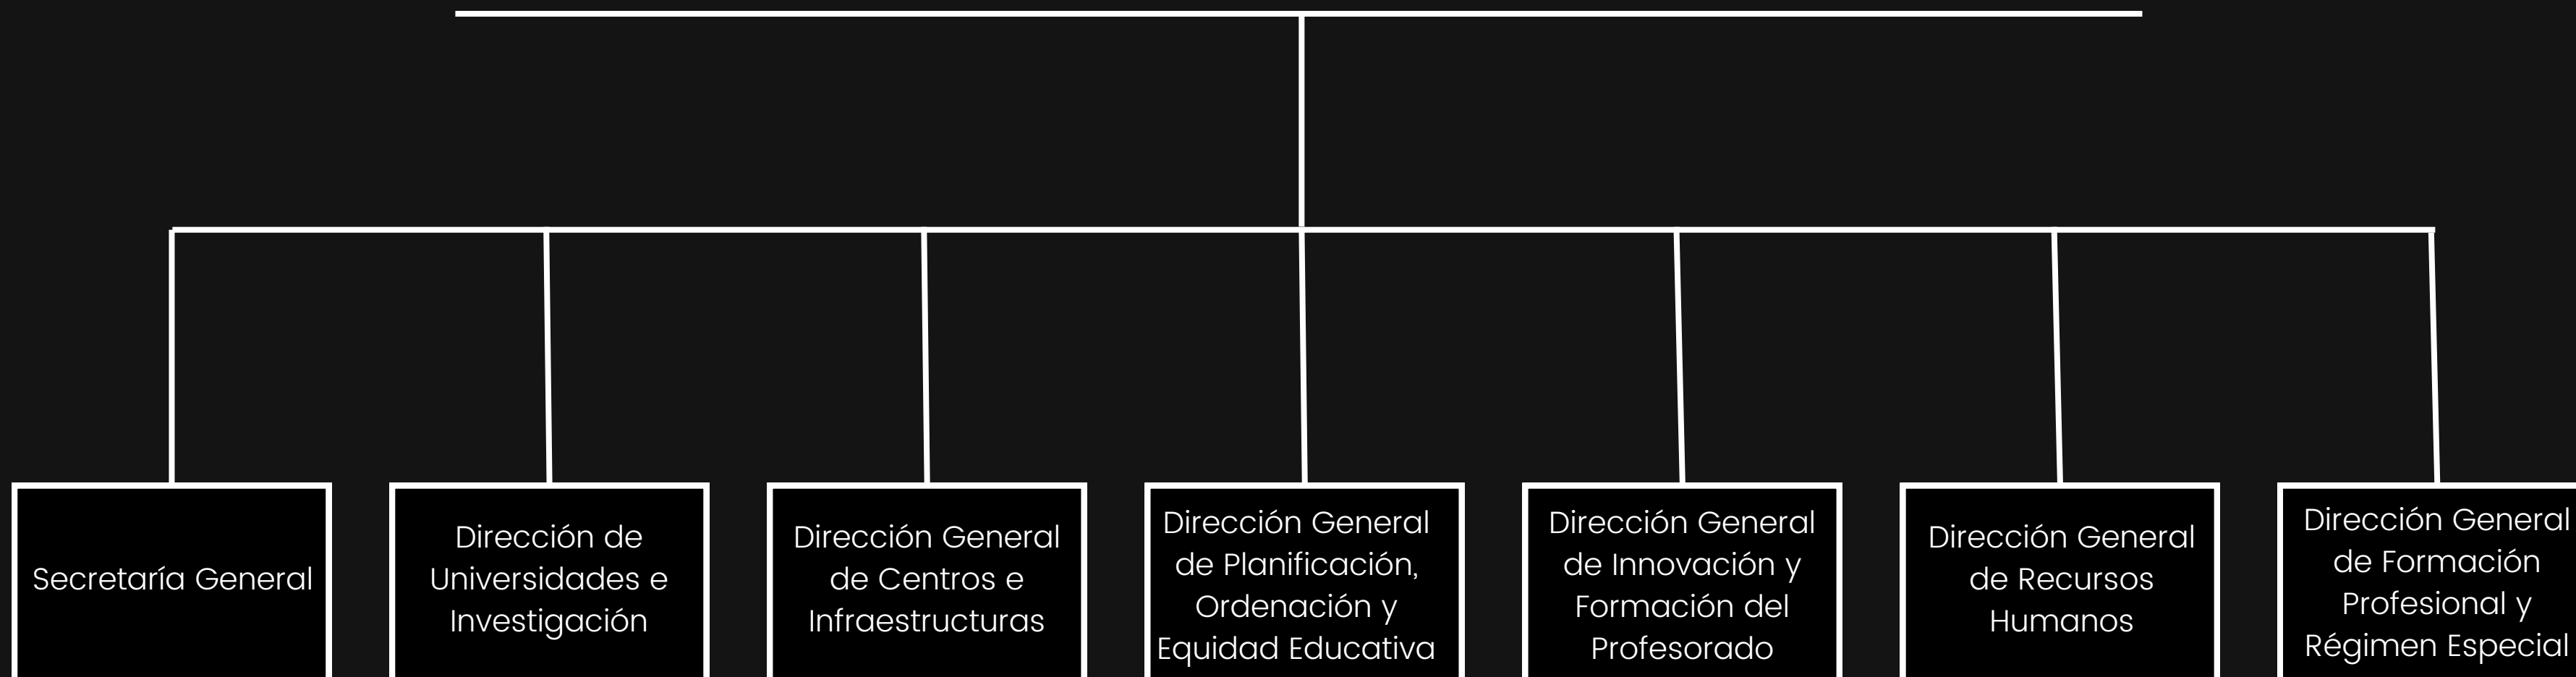 Secretaría General
Dirección de
Universidades e
Investigación
Dirección General
de Centros e
Infraestructuras
Dirección General
de Planificación,
Ordenación y
Equidad Educativa
Dirección General
de Innovación y
Formación del
Profesorado
Dirección General
de Recursos
Humanos
Dirección General
de Formación
Profesional y
Régimen Especial